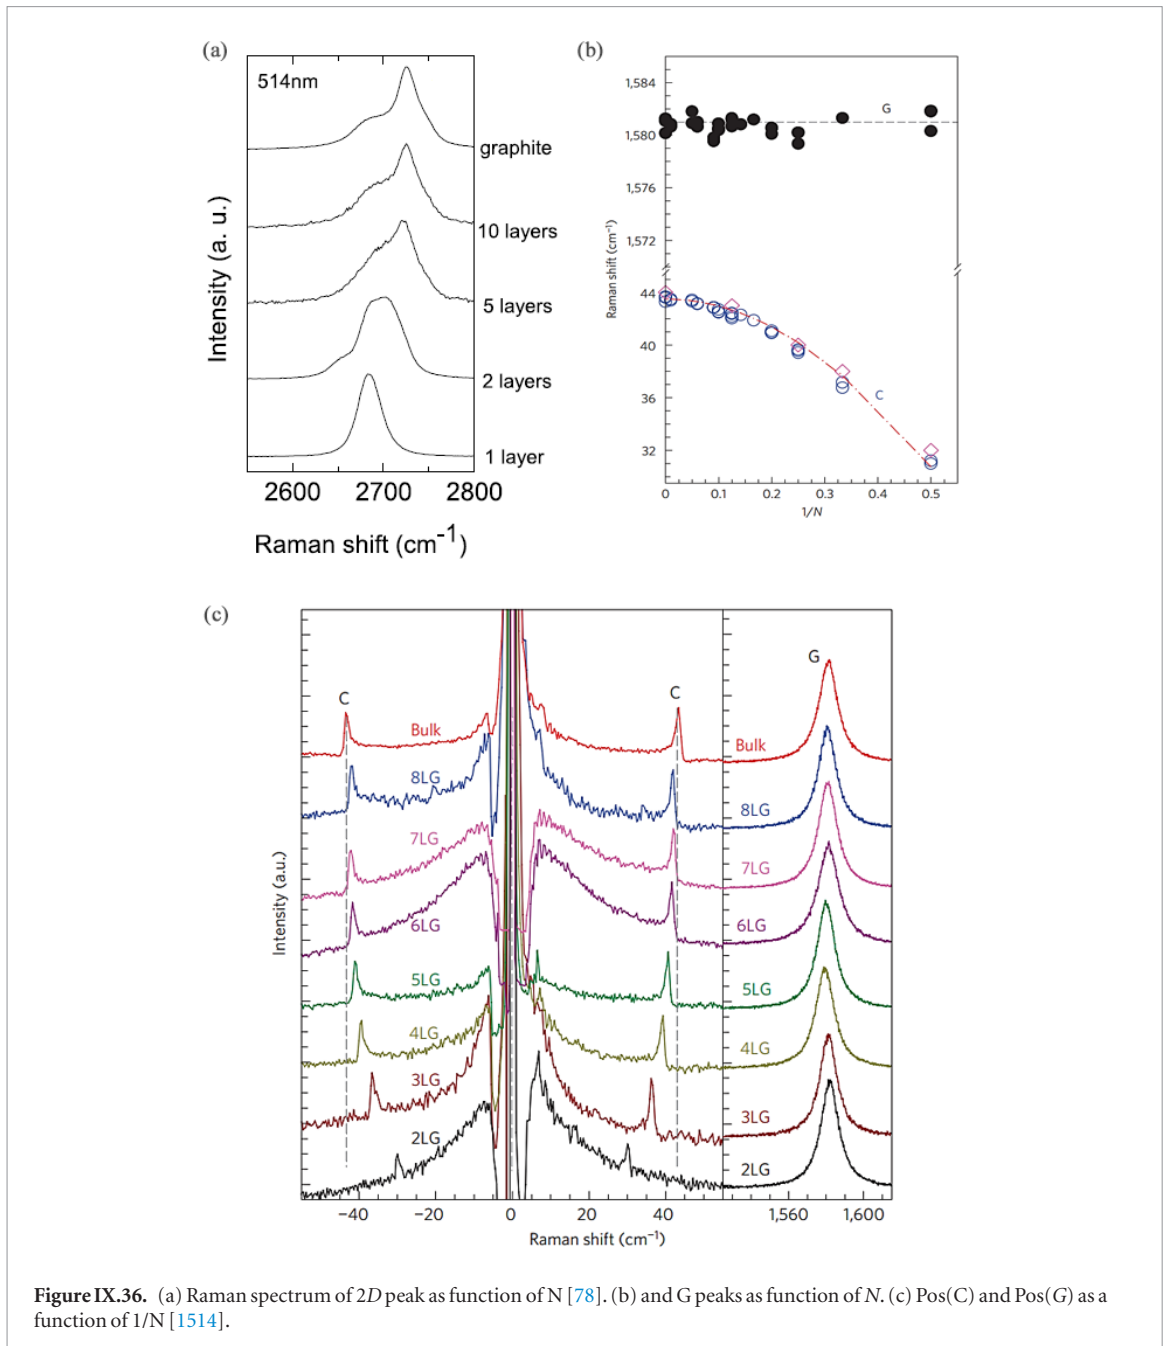 (a)
514nm
graphite
10 layers
5 layers
2 layers
1 layer
Intensity (a. u.)
2600 2700 2800
Raman shift (cm-1)
(b)
1,584
1,580
1,576
1,572
44
40
36
32
G
C
Raman shift (cm−1)
0 0.1 0.2 0.3 0.4 0.5
1/N
(c)
C C G
Bulk Bulk
8LG 8LG
7LG 7LG
6LG 6LG
5LG 5LG
4LG 4LG
3LG 3LG
2LG 2LG
Intensity (a.u.)
−40 −20 0 20 40 1,560 1,600
Raman shift (cm−1)
Figure IX.36. (a) Raman spectrum of 2D peak as function of N [78]. (b) and G peaks as function of N. (c) Pos(C) and Pos(G) as a
function of 1/N [1514].